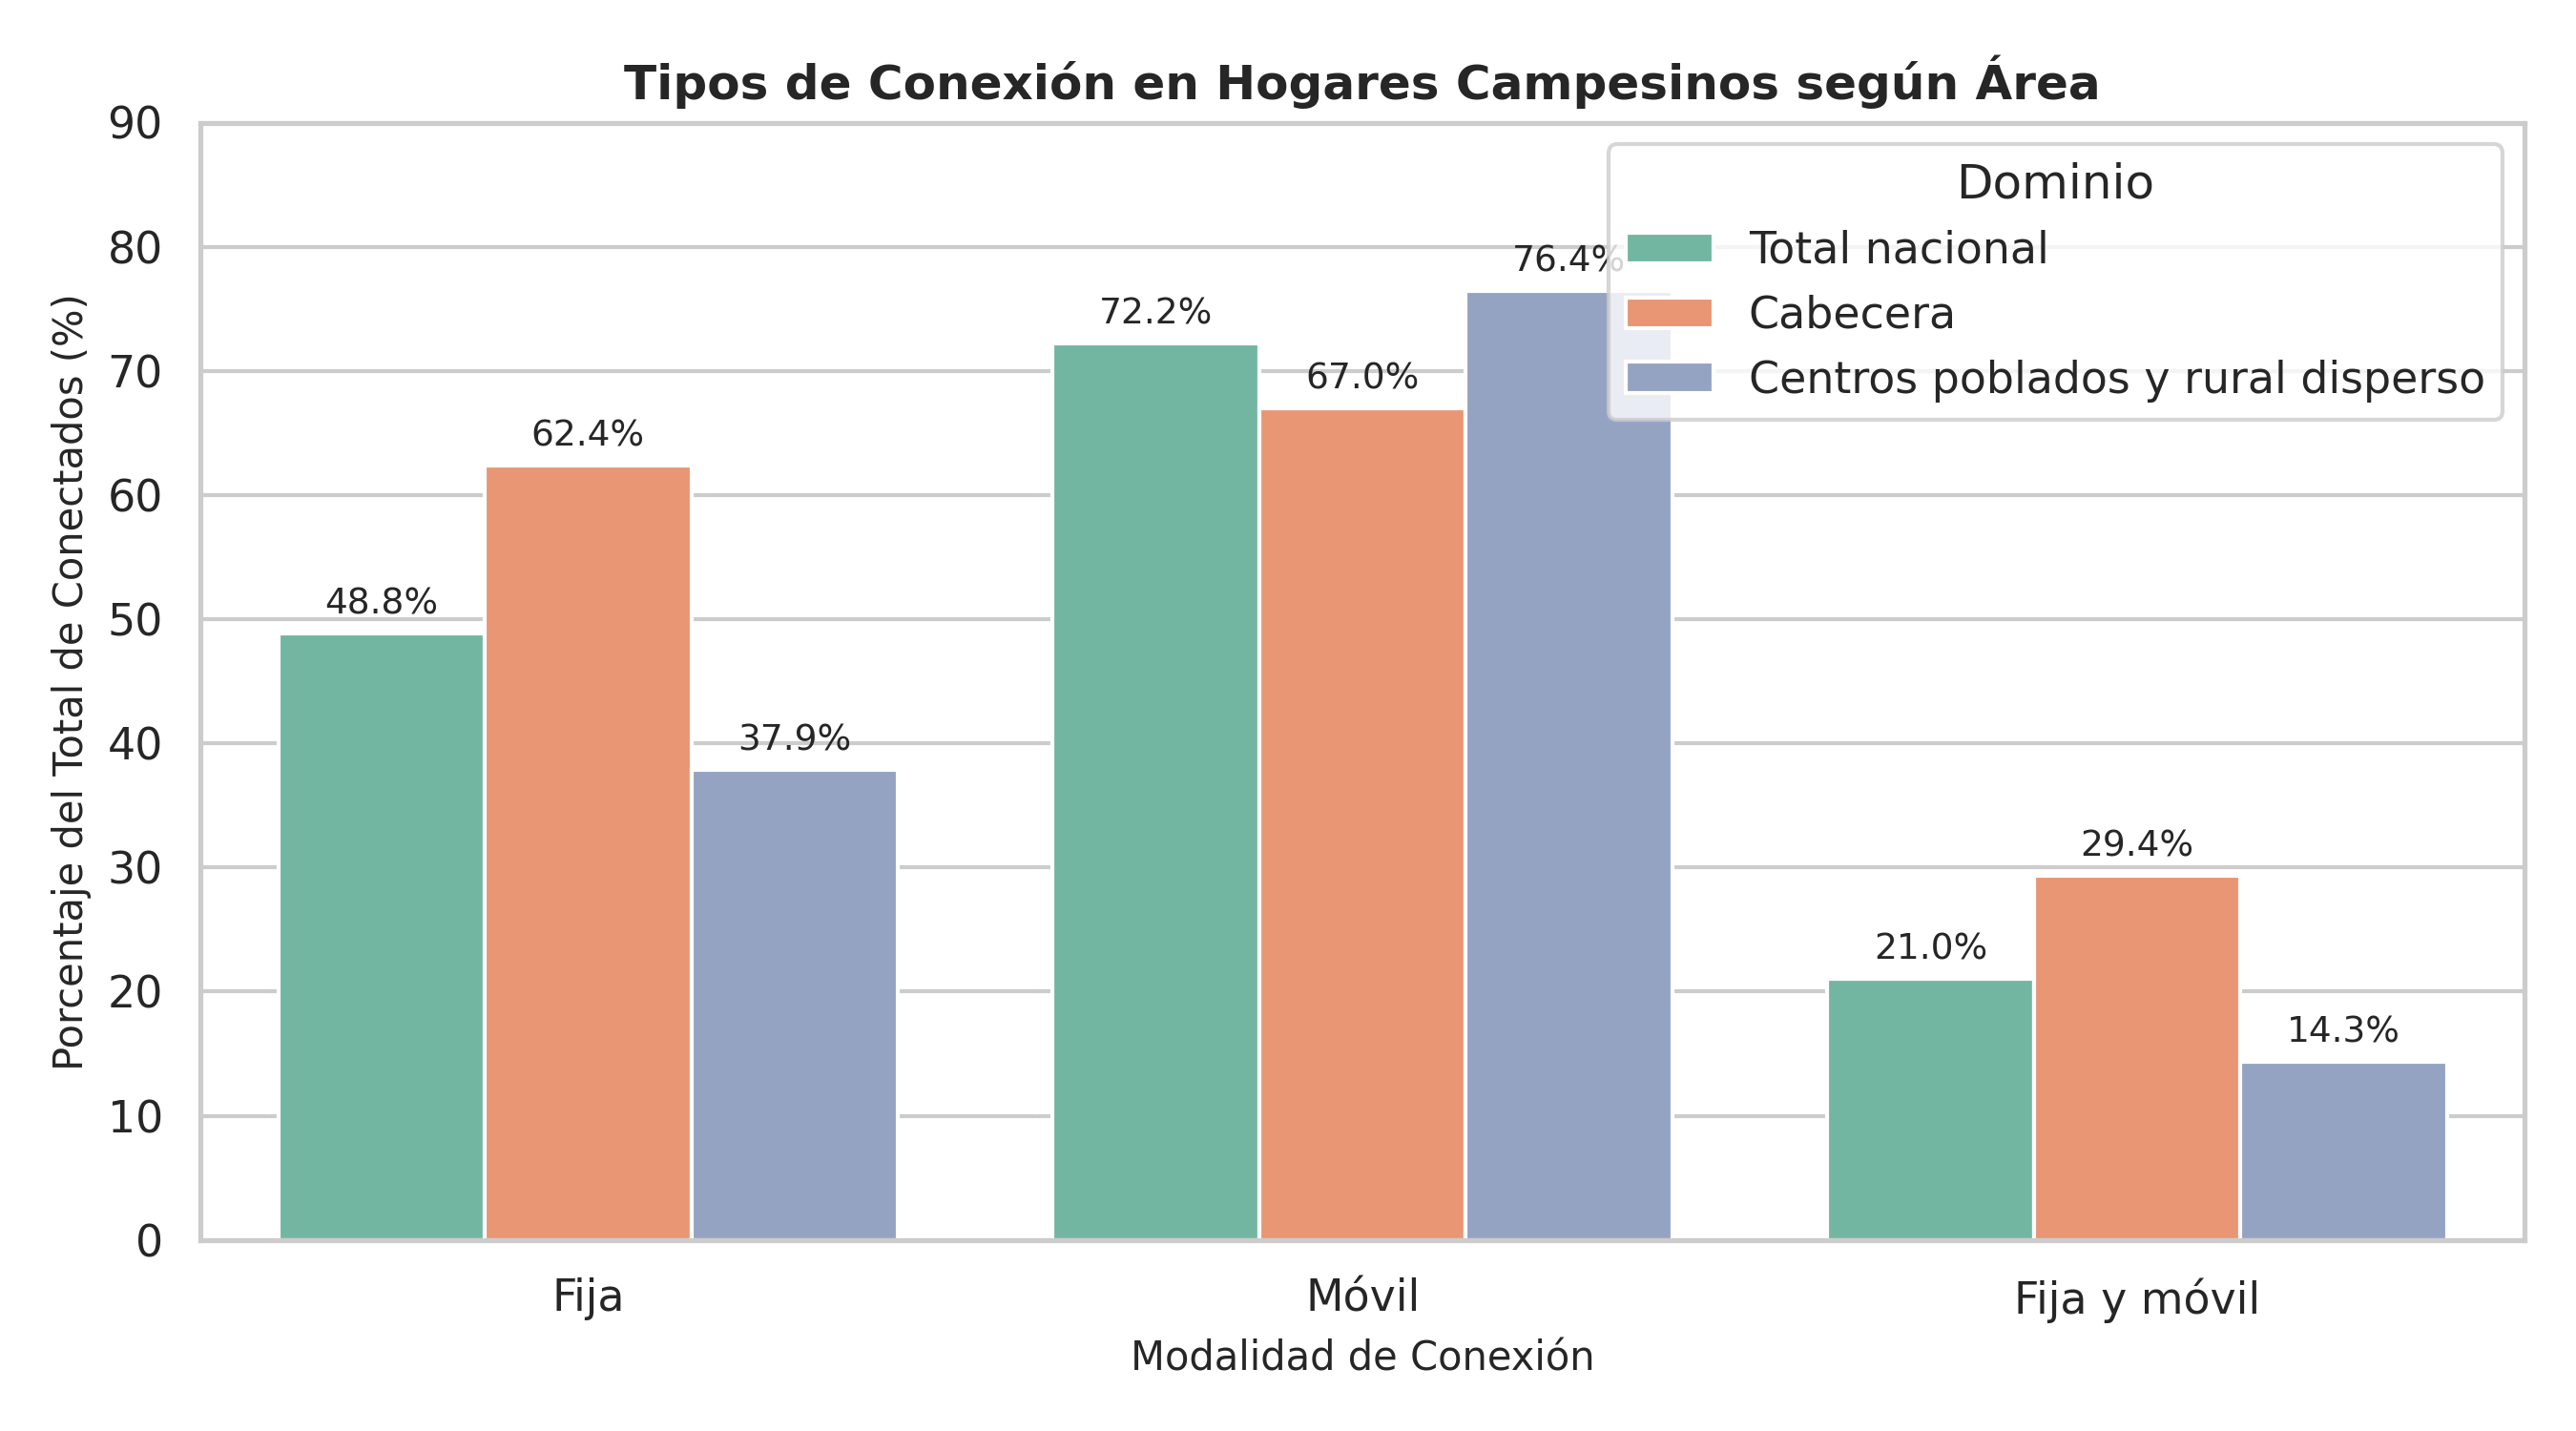 Tipos de Conexión en Hogares Campesinos según Área
Porcentaje del Total de Conectados (%)
90
80
70
60
50
40
30
20
10
0
Dominio
Total nacional
Cabecera
Centros poblados y rural disperso
48.8%
62.4%
37.9%
72.2%
67.0%
76.4%
21.0%
29.4%
14.3%
Fija
Móvil
Fija y móvil
Modalidad de Conexión